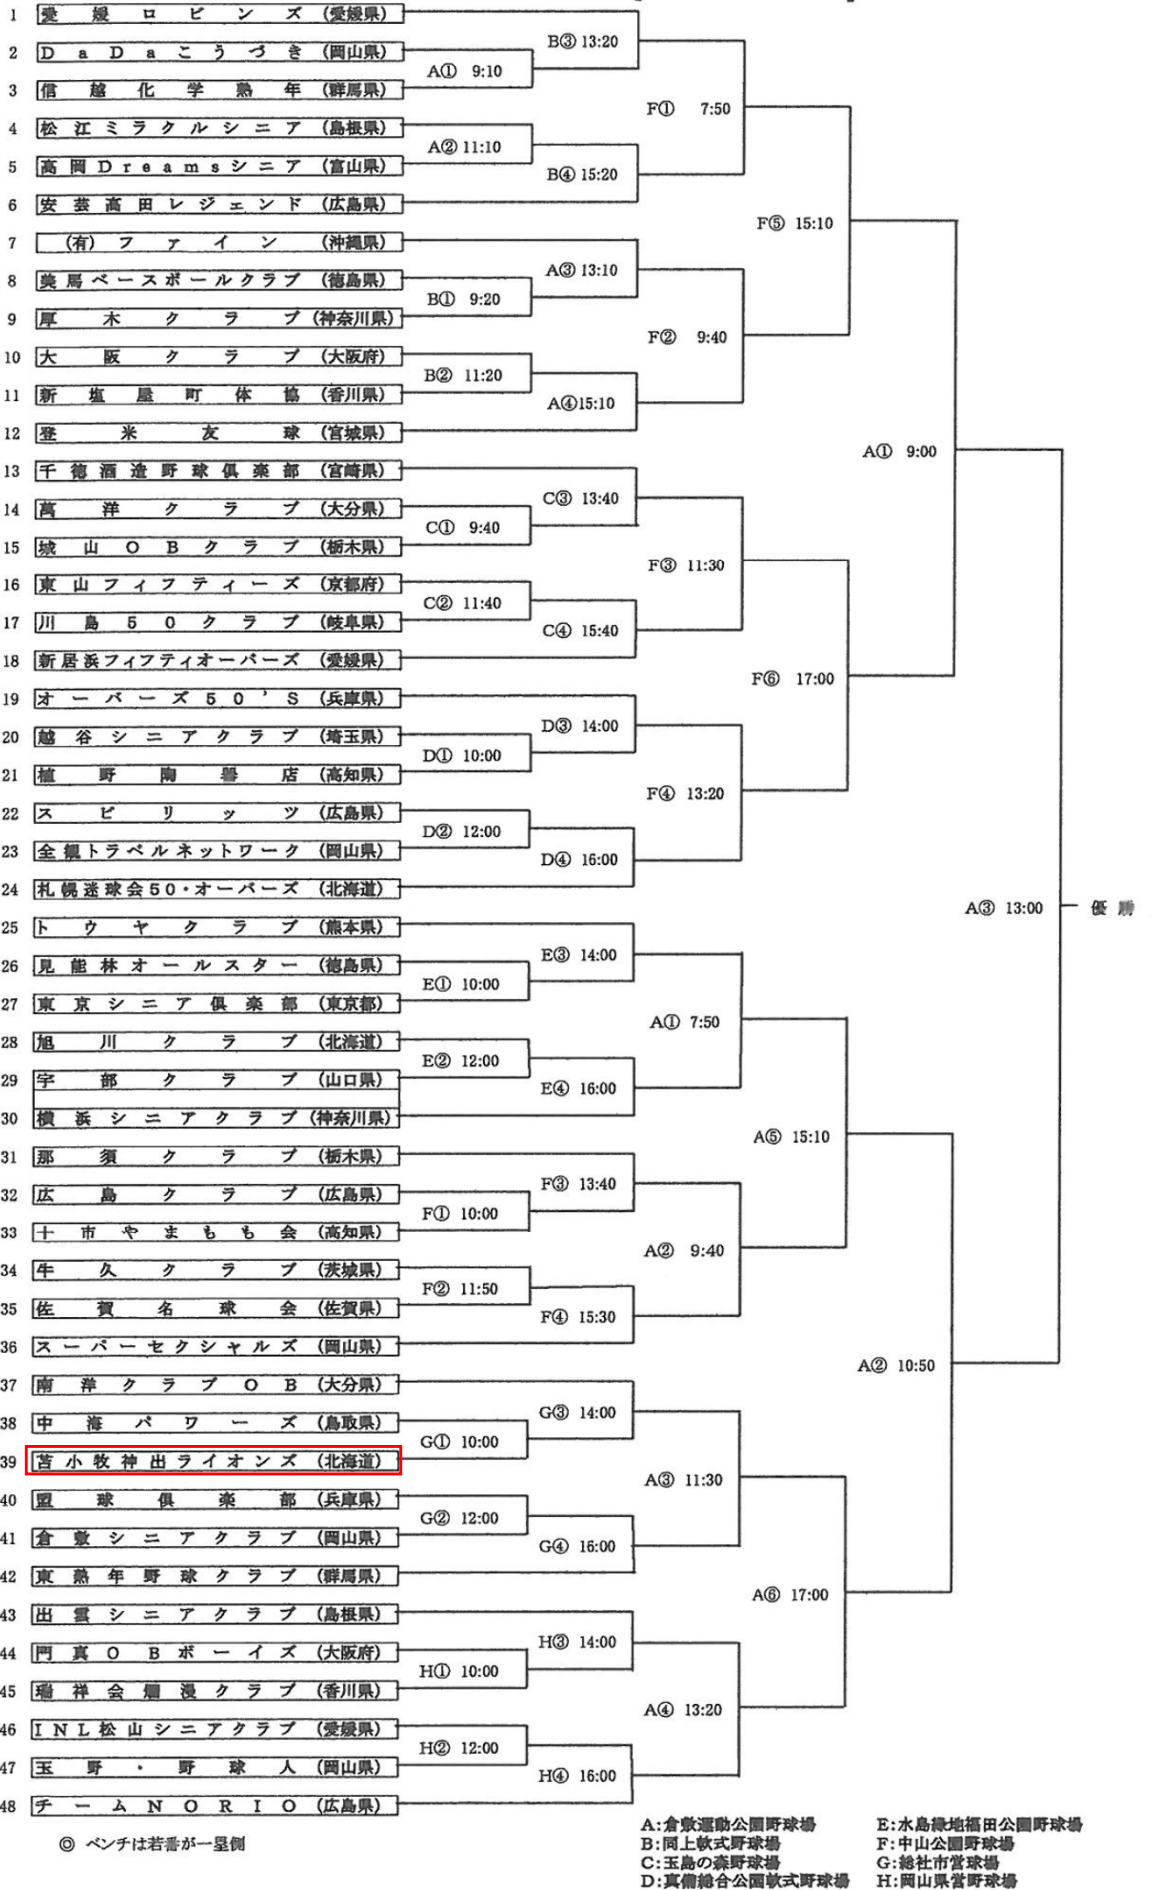 1 愛媛ロビンズ (愛媛県)
2 DaDaこうづき (岡山県)
3 信越化学熟年 (群馬県)
4 松江ミラクルシニア (島根県)
5 高岡Dreamsシニア (富山県)
6 安芸高田レジェンド (広島県)
7 (有)ファイン (沖縄県)
8 美馬ベースボールクラブ (徳島県)
9 厚木クラブ (神奈川県)
10 大阪クラブ (大阪府)
11 新塩屋町体協 (香川県)
12 登米友球 (宮城県)
13 千徳酒造野球倶楽部 (宮崎県)
14 萬洋クラブ (大分県)
15 城山OBクラブ (栃木県)
16 東山フィフティーズ (京都府)
17 川島50クラブ (岐阜県)
18 新居浜フィフティオーバーズ (愛媛県)
19 オーバーズ50'S (兵庫県)
20 越谷シニアクラブ (埼玉県)
21 植野陶器店 (高知県)
22 スピリッツ (広島県)
23 全観トラベルネットワーク (岡山県)
24 札幌迷球会50・オーバーズ (北海道)
25 トウヤクラブ (熊本県)
26 見能林オールスター (徳島県)
27 東京シニア倶楽部 (東京都)
28 旭川クラブ (北海道)
29 宇部クラブ (山口県)
30 横浜シニアクラブ (神奈川県)
31 那須クラブ (栃木県)
32 広島クラブ (広島県)
33 十市やまもも会 (高知県)
34 牛久クラブ (茨城県)
35 佐賀名球会 (佐賀県)
36 スーパーセクシャルズ (岡山県)
37 南洋クラブOB (大分県)
38 中海パワーズ (鳥取県)
39 苫小牧神出ライオンズ (北海道)
40 盟球倶楽部 (兵庫県)
41 倉敷シニアクラブ (岡山県)
42 東熟年野球クラブ (群馬県)
43 出雲シニアクラブ (島根県)
44 門真OBボーイズ (大阪府)
45 瑞祥会爛漫クラブ (香川県)
46 INL松山シニアクラブ (愛媛県)
47 玉野・野球人 (岡山県)
48 チームNORIO (広島県)
A① 9:10
A② 11:10
B① 9:20
B② 11:20
C① 9:40
C② 11:40
D① 10:00
D② 12:00
E① 10:00
E② 12:00
F① 10:00
F② 11:50
G① 10:00
G② 12:00
H① 10:00
H② 12:00
B③ 13:20
B④ 15:20
A③ 13:10
A④ 15:10
C③ 13:40
C④ 15:40
D③ 14:00
D④ 16:00
E③ 14:00
E④ 16:00
F③ 13:40
F④ 15:30
G③ 14:00
G④ 16:00
H③ 14:00
H④ 16:00
F① 7:50
F② 9:40
F③ 11:30
F④ 13:20
A① 7:50
A② 9:40
A③ 11:30
A④ 13:20
F⑤ 15:10
F⑥ 17:00
A⑤ 15:10
A⑥ 17:00
A① 9:00
A② 10:50
A③ 13:00
優勝
◎ ベンチは若番が一塁側
A:倉敷運動公園野球場
B:同上軟式野球場
C:玉島の森野球場
D:真備総合公園軟式野球場
E:水島緑地福田公園野球場
F:中山公園野球場
G:総社市営球場
H:岡山県営野球場